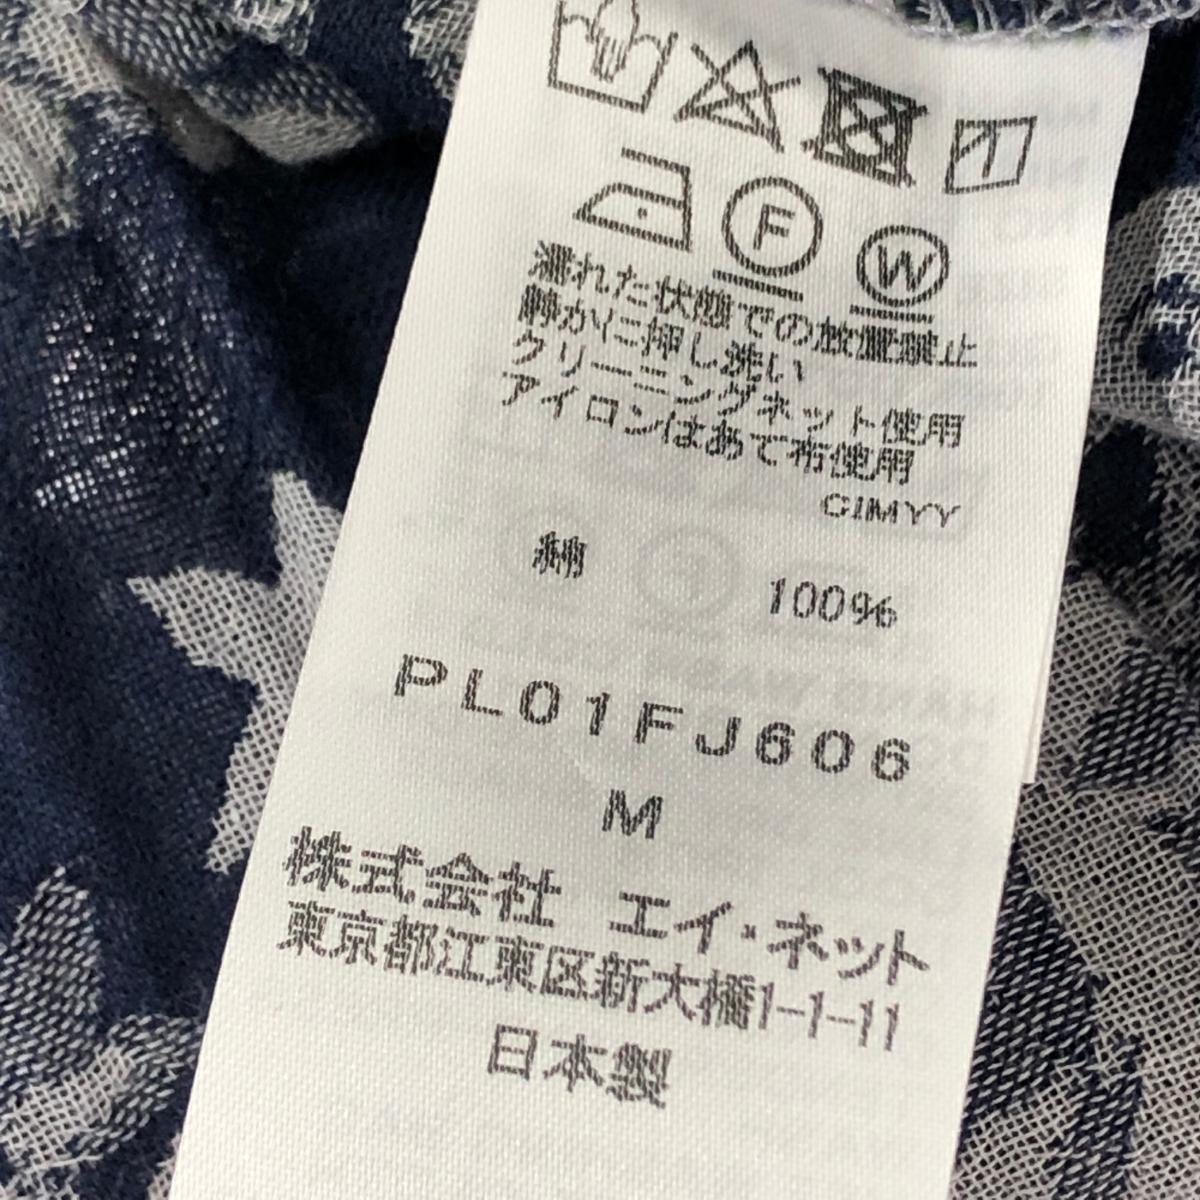 F W
濡れた状態での放置禁止
静かに押し洗い
クリーニングネット使用
アイロンはあて布使用
GIMYY
綿 100%
PL01FJ606
M
株式会社 エイ・ネット
東京都江東区新大橋1-1-11
日本製